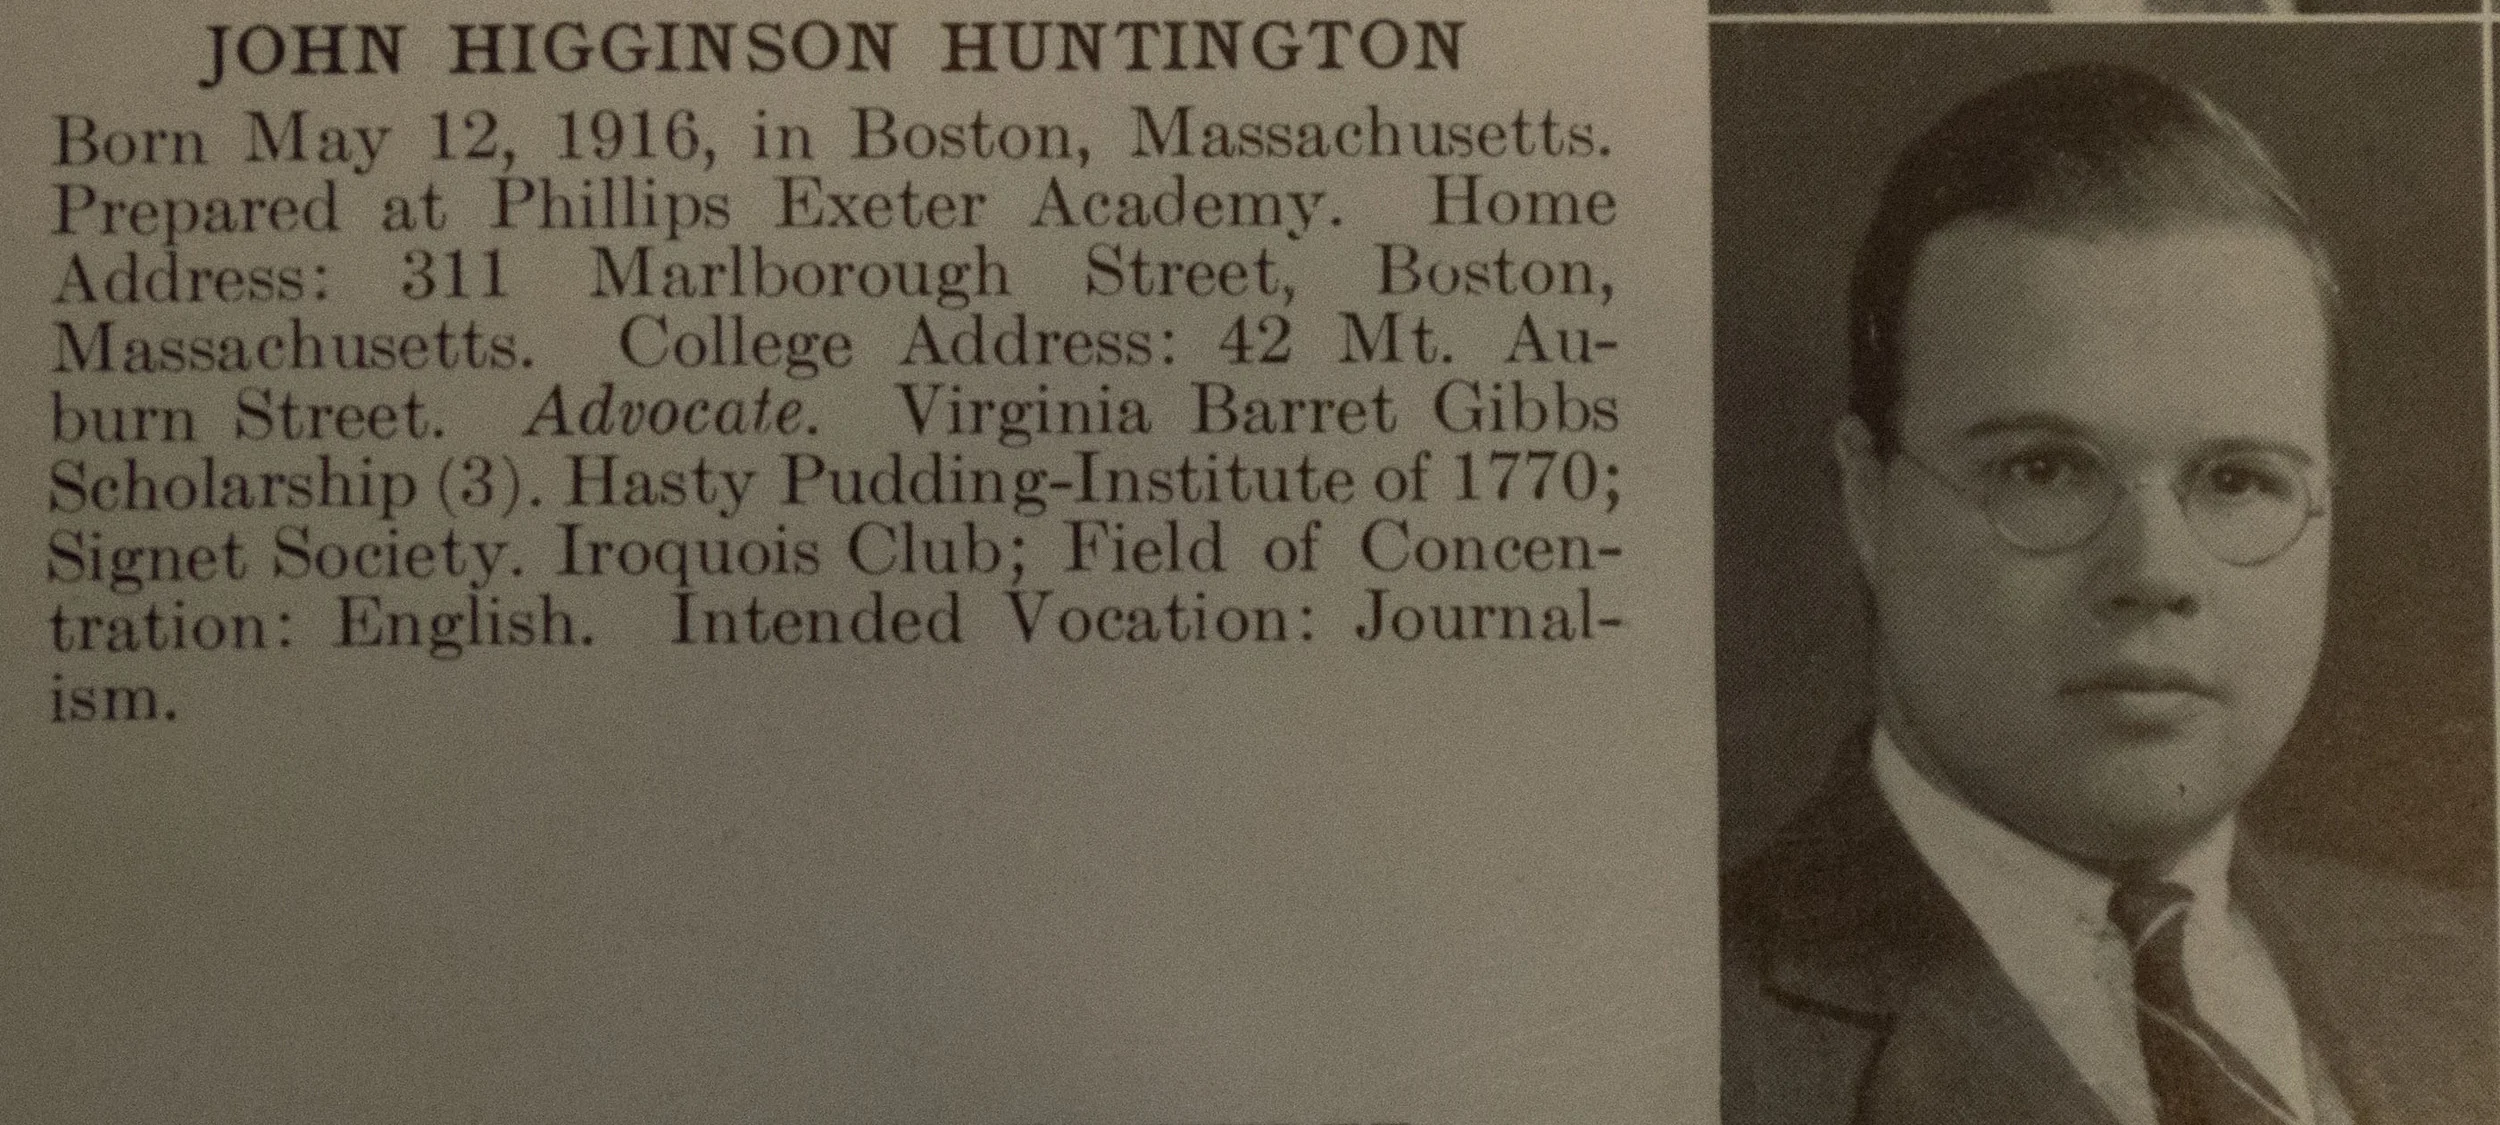 JOHN HIGGINSON HUNTINGTON
Born May 12, 1916, in Boston, Massachusetts.
Prepared at Phillips Exeter Academy. Home
Address: 311 Marlborough Street, Boston,
Massachusetts. College Address: 42 Mt. Au-
burn Street. Advocate. Virginia Barret Gibbs
Scholarship (3). Hasty Pudding-Institute of 1770;
Signet Society. Iroquois Club; Field of Concen-
tration: English. Intended Vocation: Journal-
ism.